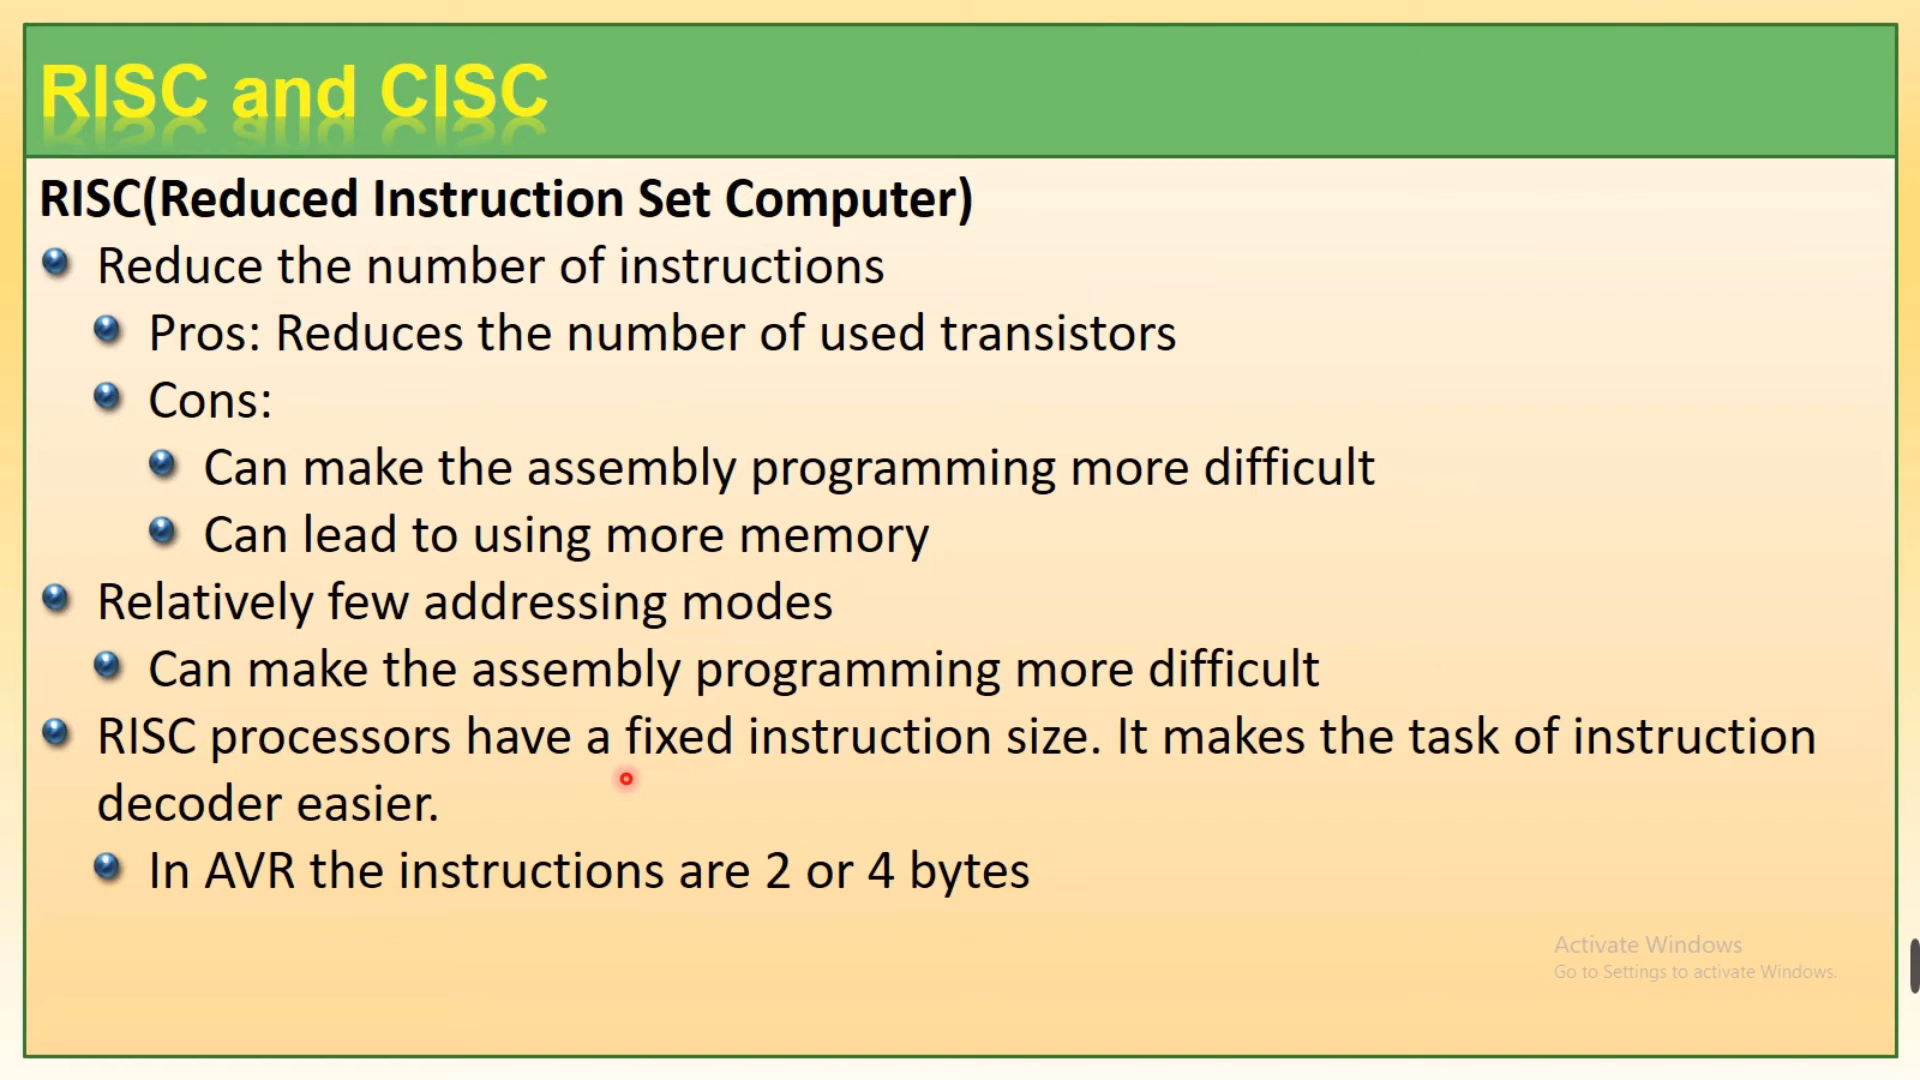 RISC and CISC
RISC(Reduced Instruction Set Computer)
Reduce the number of instructions
Pros: Reduces the number of used transistors
Cons:
Can make the assembly programming more difficult
Can lead to using more memory
Relatively few addressing modes
Can make the assembly programming more difficult
RISC processors have a fixed instruction size. It makes the task of instruction
decoder easier.
In AVR the instructions are 2 or 4 bytes
Activate Windows
Go to Settings to activate Windows.